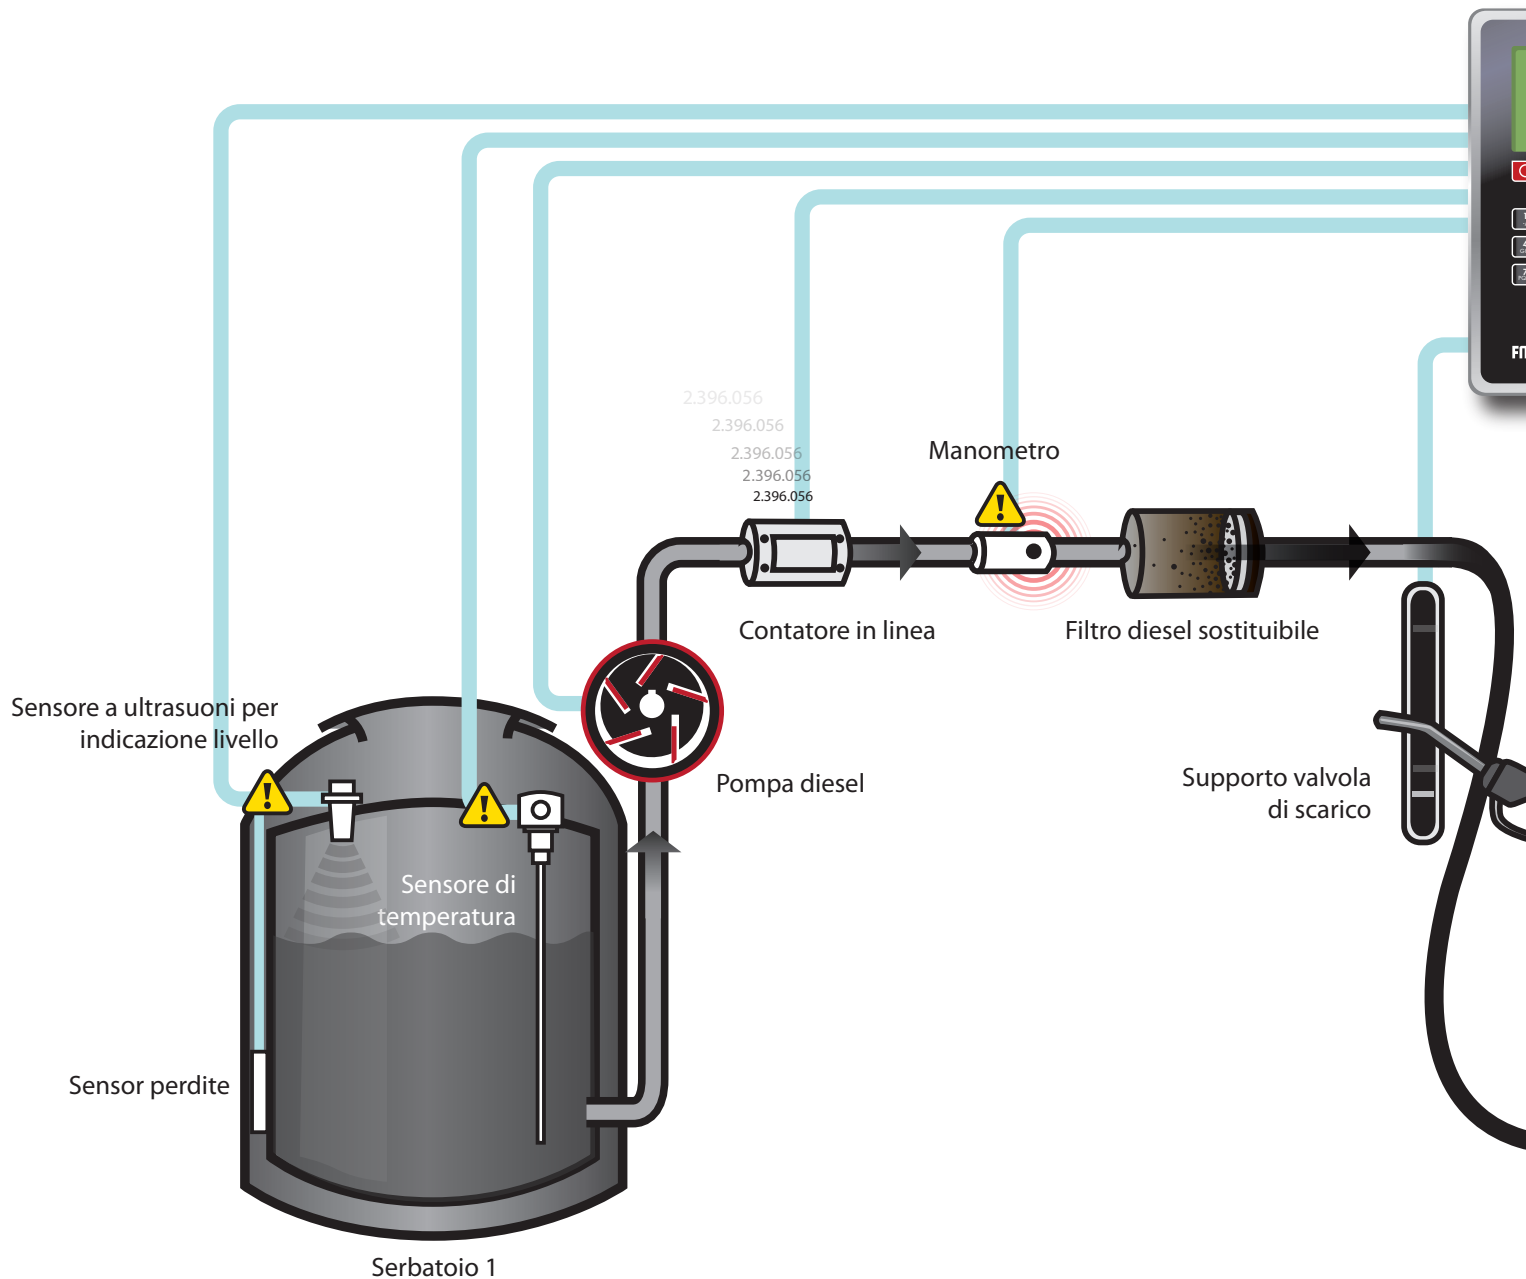 2.396.056
2.396.056
2.396.056
2.396.056
2.396.056
Manometro
Contatore in linea
Filtro diesel sostituibile
Sensore a ultrasuoni per
indicazione livello
Pompa diesel
Supporto valvola
di scarico
Sensore di
temperatura
Sensor perdite
Serbatoio 1